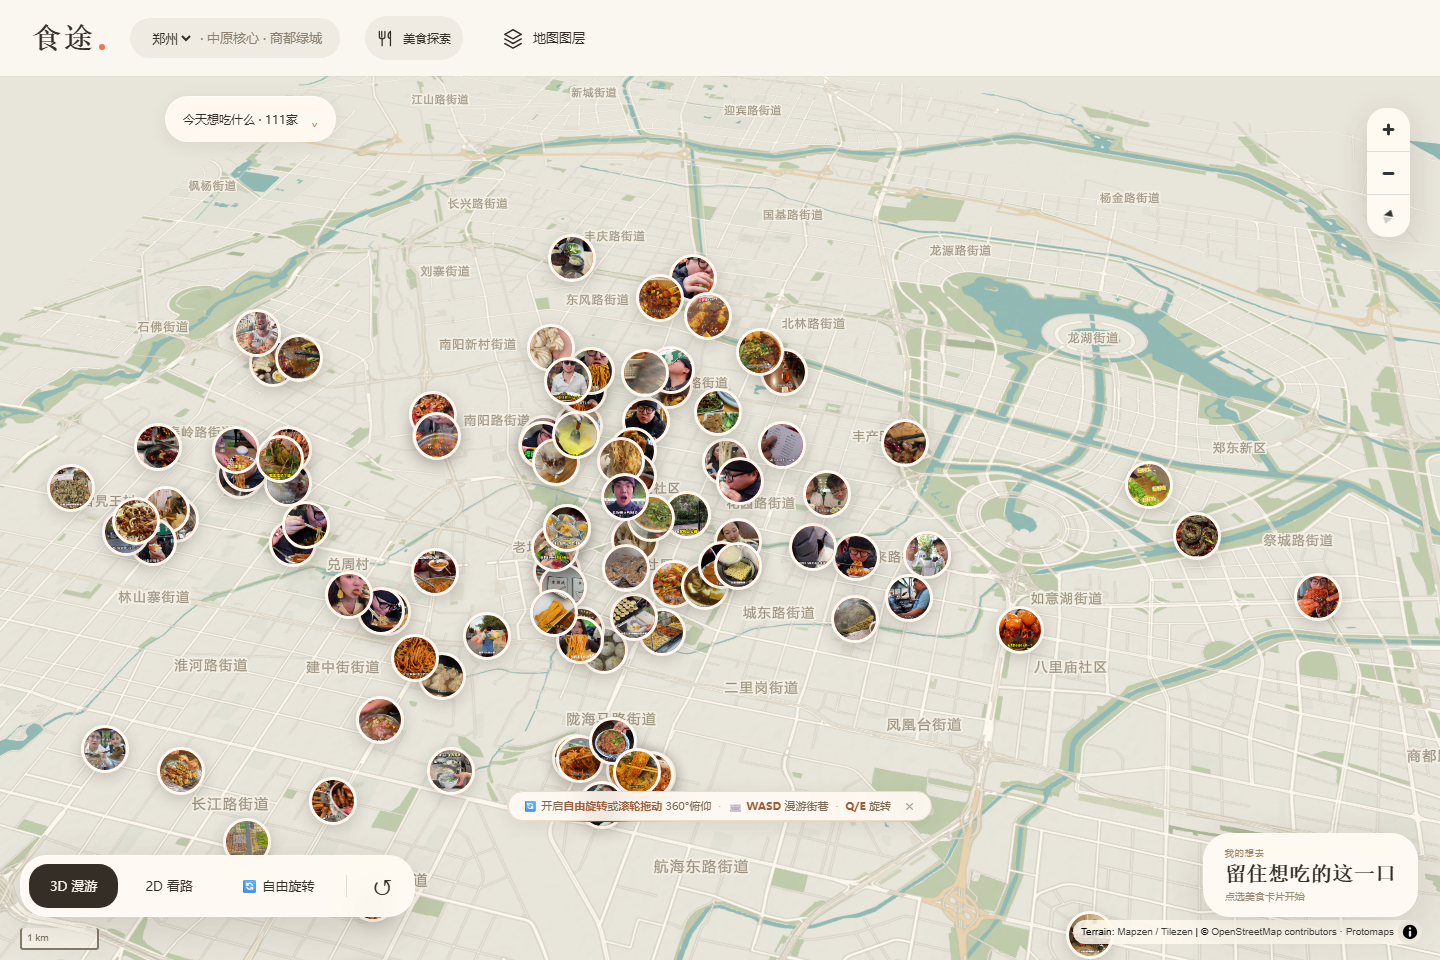 食途.
郑州 · 中原核心 · 商都绿城
美食探索
地图图层
今天想吃什么 · 111家
江山路街道
新城街道
迎宾路街道
枫杨街道
长兴路街道
国基路街道
杨金路街道
丰庆路街道
龙源路街道
刘寨街道
东风路街道
石佛街道
北林路街道
南阳新村街道
龙湖街道
路街道
南阳路街道
郑东新区
祭城路街道
兑周村
林山寨街道
城东路街道
如意湖街道
淮河路街道
建中街街道
八里庙社区
二里岗街道
陇海马路街道
凤凰台街道
长江路街道
航海东路街道
开启自由旋转或滚轮拖动 360°俯仰 · WASD 漫游街巷 · Q/E 旋转 ×
3D 漫游
2D 看路
自由旋转
1 km
我的想去
留住想吃的这一口
点选美食卡片开始
Terrain: Mapzen / Tilezen | © OpenStreetMap contributors · Protomaps